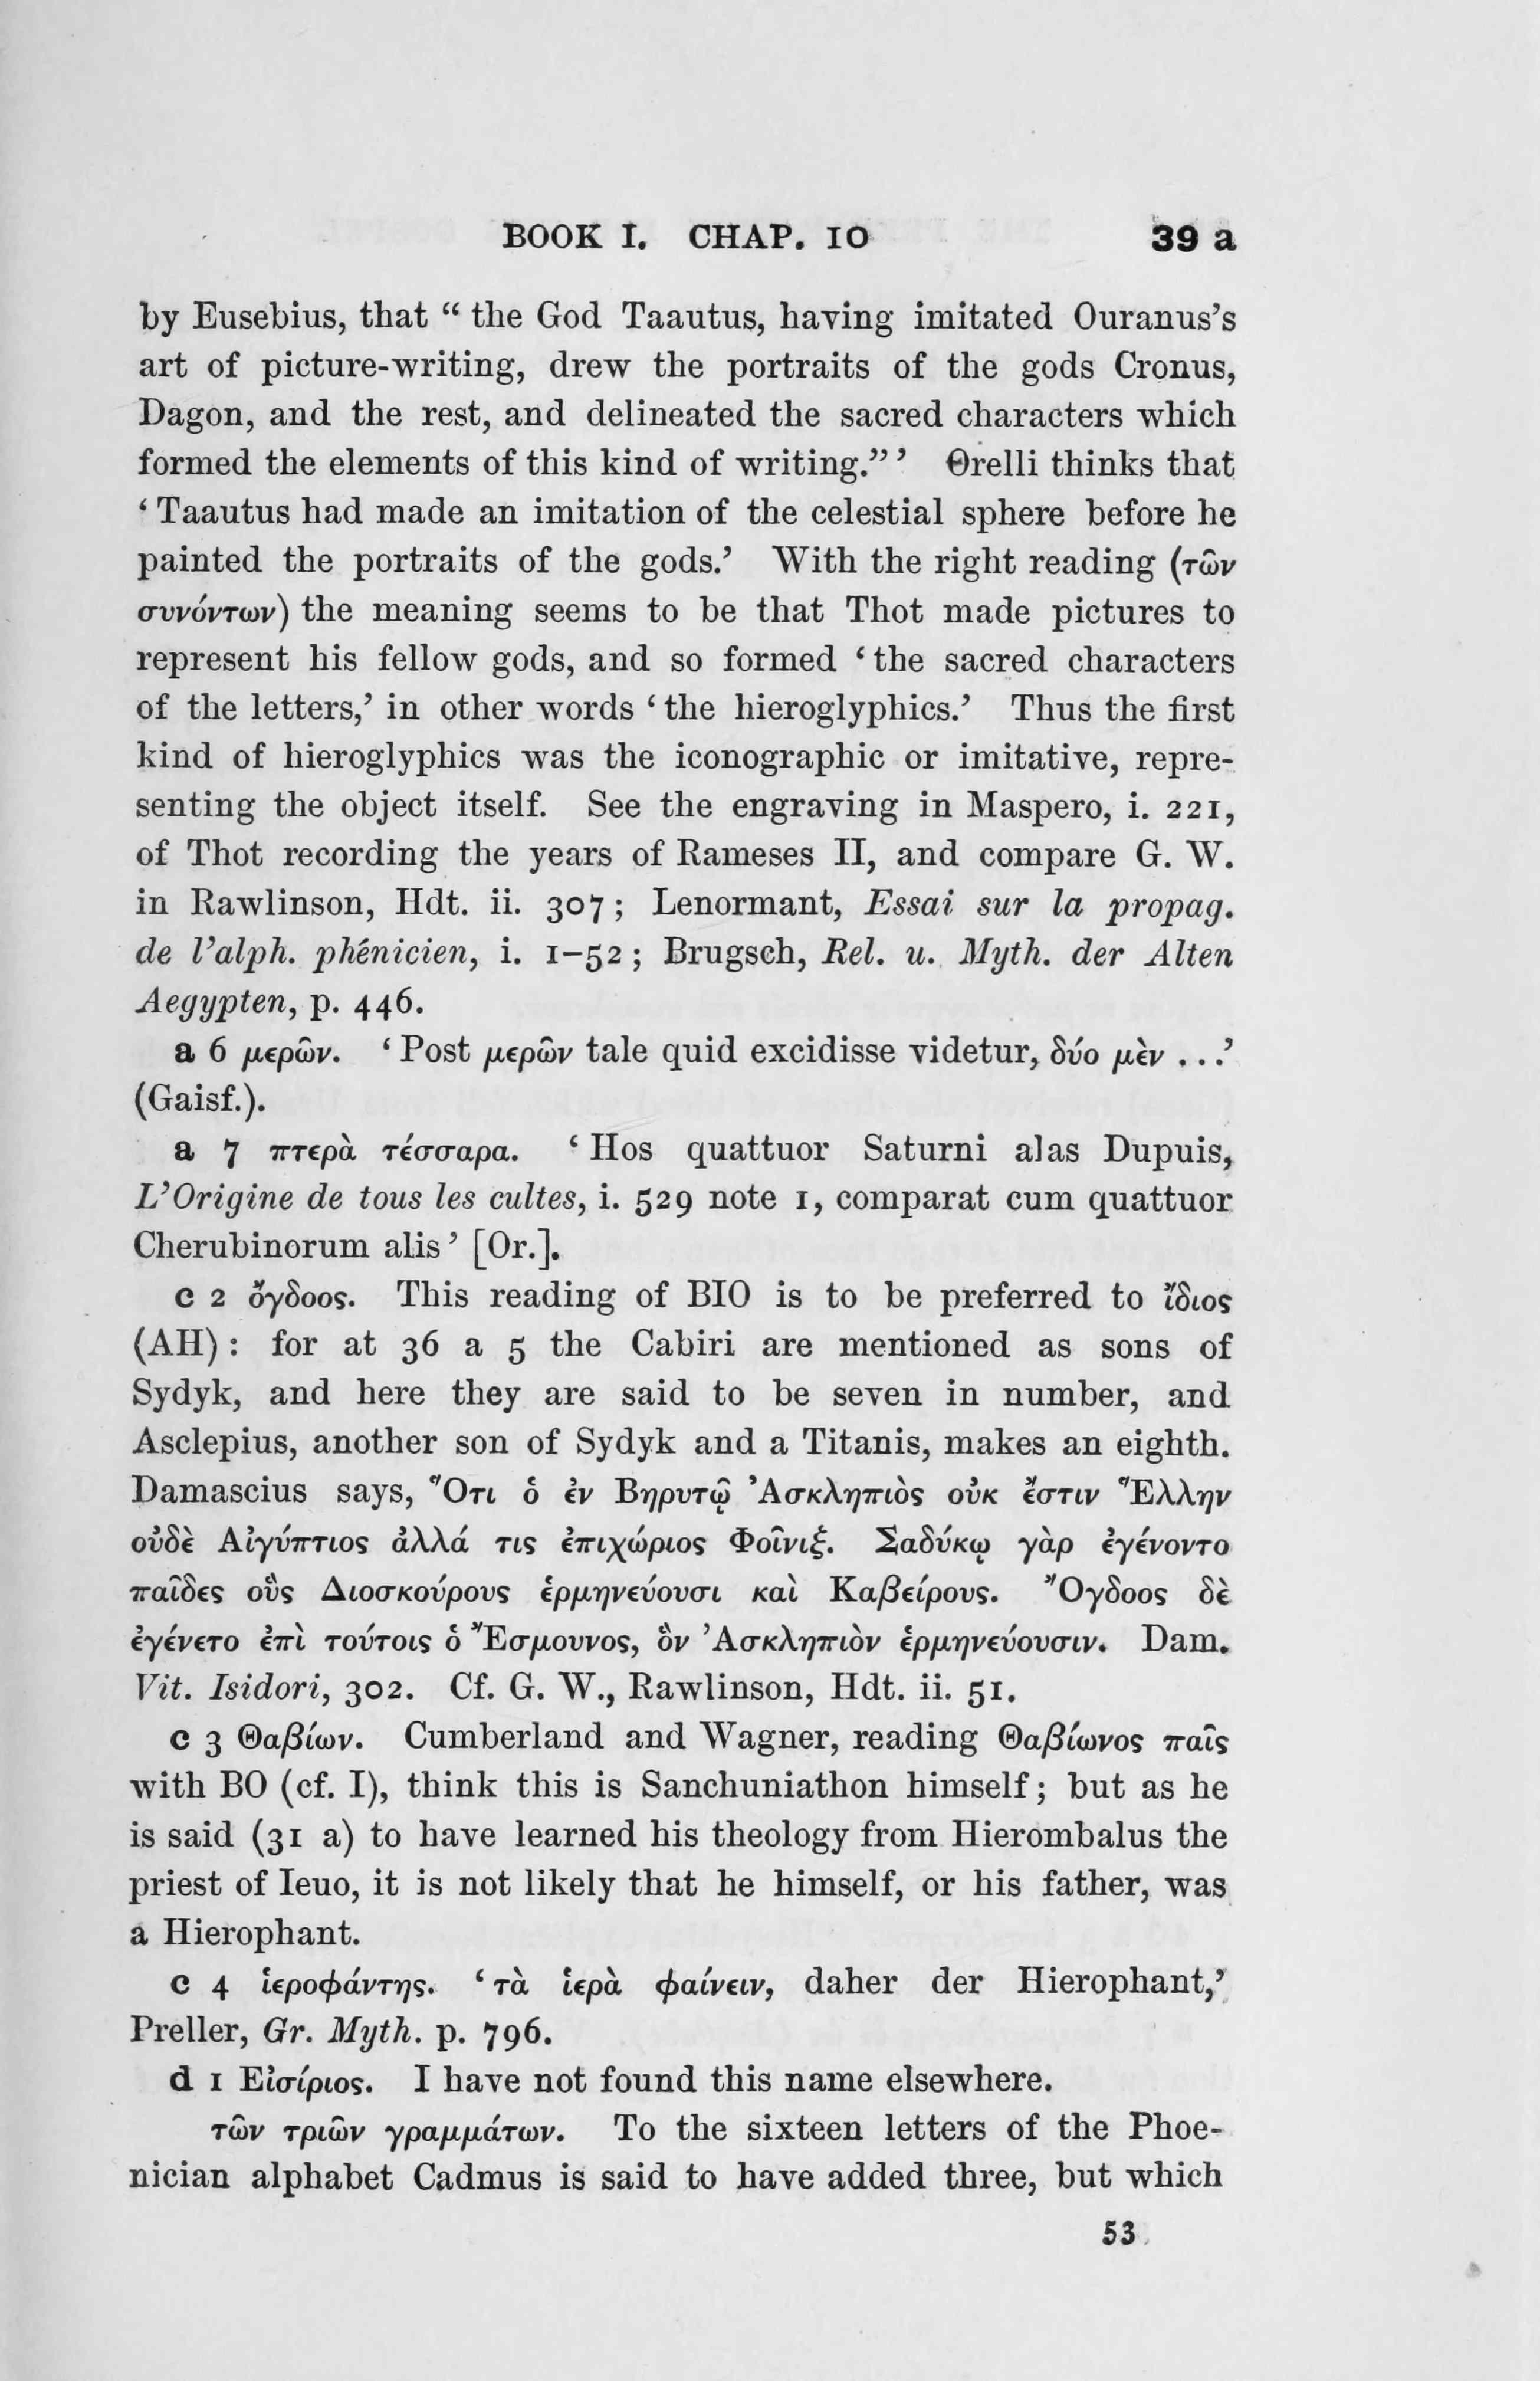 BOOK I. CHAP. 10 39 a
by Eusebius, that “ the God Taautus, having imitated Ouranus’s
art of picture-writing, drew the portraits of the gods Cronus,
Dagon, and the rest, and delineated the sacred characters which
formed the elements of this kind of writing.” ’ Orelli thinks that
‘ Taautus had made an imitation of the celestial sphere before he
painted the portraits of the gods.’ With the right reading (τῶν
συνόντων) the meaning seems to be that Thot made pictures to
represent his fellow gods, and so formed ‘ the sacred characters
of the letters,’ in other words ‘ the hieroglyphics.’ Thus the first
kind of hieroglyphics was the iconographic or imitative, repre-
senting the object itself. See the engraving in Maspero, i. 221,
of Thot recording the years of Rameses II, and compare G. W.
in Rawlinson, Hdt. ii. 307 ; Lenormant, Essai sur la propag.
de l’alph. phénicien, i. 1–52 ; Brugsch, Rel. u. Myth. der Alten
Aegypten, p. 446.
a 6 μερῶν. ‘ Post μερῶν tale quid excidisse videtur, δύο μὲν . . .’
(Gaisf.).
a 7 πτερὰ τέσσαρα. ‘ Hos quattuor Saturni alas Dupuis,
L’Origine de tous les cultes, i. 529 note 1, comparat cum quattuor
Cherubinorum alis ’ [Or.].
c 2 ὄγδοος. This reading of BIO is to be preferred to ἴδιος
(AH) : for at 36 a 5 the Cabiri are mentioned as sons of
Sydyk, and here they are said to be seven in number, and
Asclepius, another son of Sydyk and a Titanis, makes an eighth.
Damascius says, Ὅτι ὁ ἐν Βηρυτῷ Ἀσκληπιὸς οὐκ ἔστιν Ἕλλην
οὐδὲ Αἰγύπτιος ἀλλά τις ἐπιχώριος Φοῖνιξ. Σαδύκῳ γὰρ ἐγένοντο
παῖδες οὓς Διοσκούρους ἑρμηνεύουσι καὶ Καβείρους. Ὄγδοος δὲ
ἐγένετο ἐπὶ τούτοις ὁ Ἔσμουνος, ὃν Ἀσκληπιὸν ἑρμηνεύουσιν. Dam.
Vit. Isidori, 302. Cf. G. W., Rawlinson, Hdt. ii. 51.
c 3 Θαβίων. Cumberland and Wagner, reading Θαβίωνος παῖς
with BO (cf. I), think this is Sanchuniathon himself ; but as he
is said (31 a) to have learned his theology from Hierombalus the
priest of Ieuo, it is not likely that he himself, or his father, was
a Hierophant.
c 4 ἱεροφάντης. ‘ τὰ ἱερὰ φαίνειν, daher der Hierophant,’
Preller, Gr. Myth. p. 796.
d 1 Εἰσίριος. I have not found this name elsewhere.
τῶν τριῶν γραμμάτων. To the sixteen letters of the Phoe-
nician alphabet Cadmus is said to have added three, but which
53